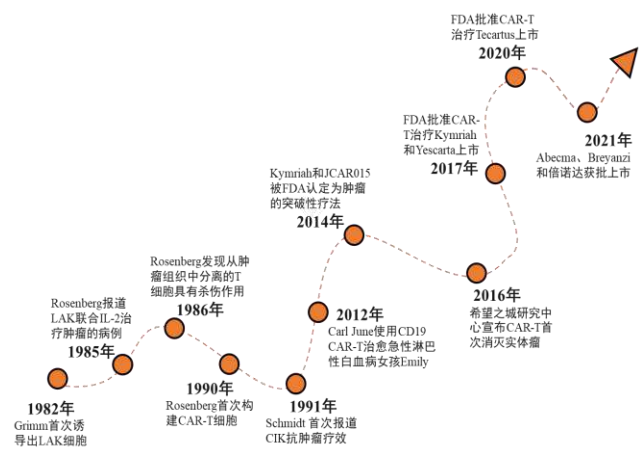 1982年
Grimm首次诱
导出LAK细胞
Rosenberg报道
LAK联合IL-2治
疗肿瘤的病例
1985年
Rosenberg发现从肿
瘤组织中分离的T
细胞具有杀伤作用
1986年
1990年
Rosenberg首次构
建CAR-T细胞
1991年
Schmidt 首次报道
CIK抗肿瘤疗效
2012年
Carl June使用CD19
CAR-T治愈急性淋巴
性白血病女孩Emily
Kymriah和JCAR015
被FDA认定为肿瘤
的突破性疗法
2014年
2016年
希望之城研究中
心宣布CAR-T首
次消灭实体瘤
FDA批准CAR-
T治疗Kymriah
和Yescarta上市
2017年
FDA批准CAR-T
治疗Tecartus上市
2020年
2021年
Abecma、Breyanzi
和倍诺达获批上市